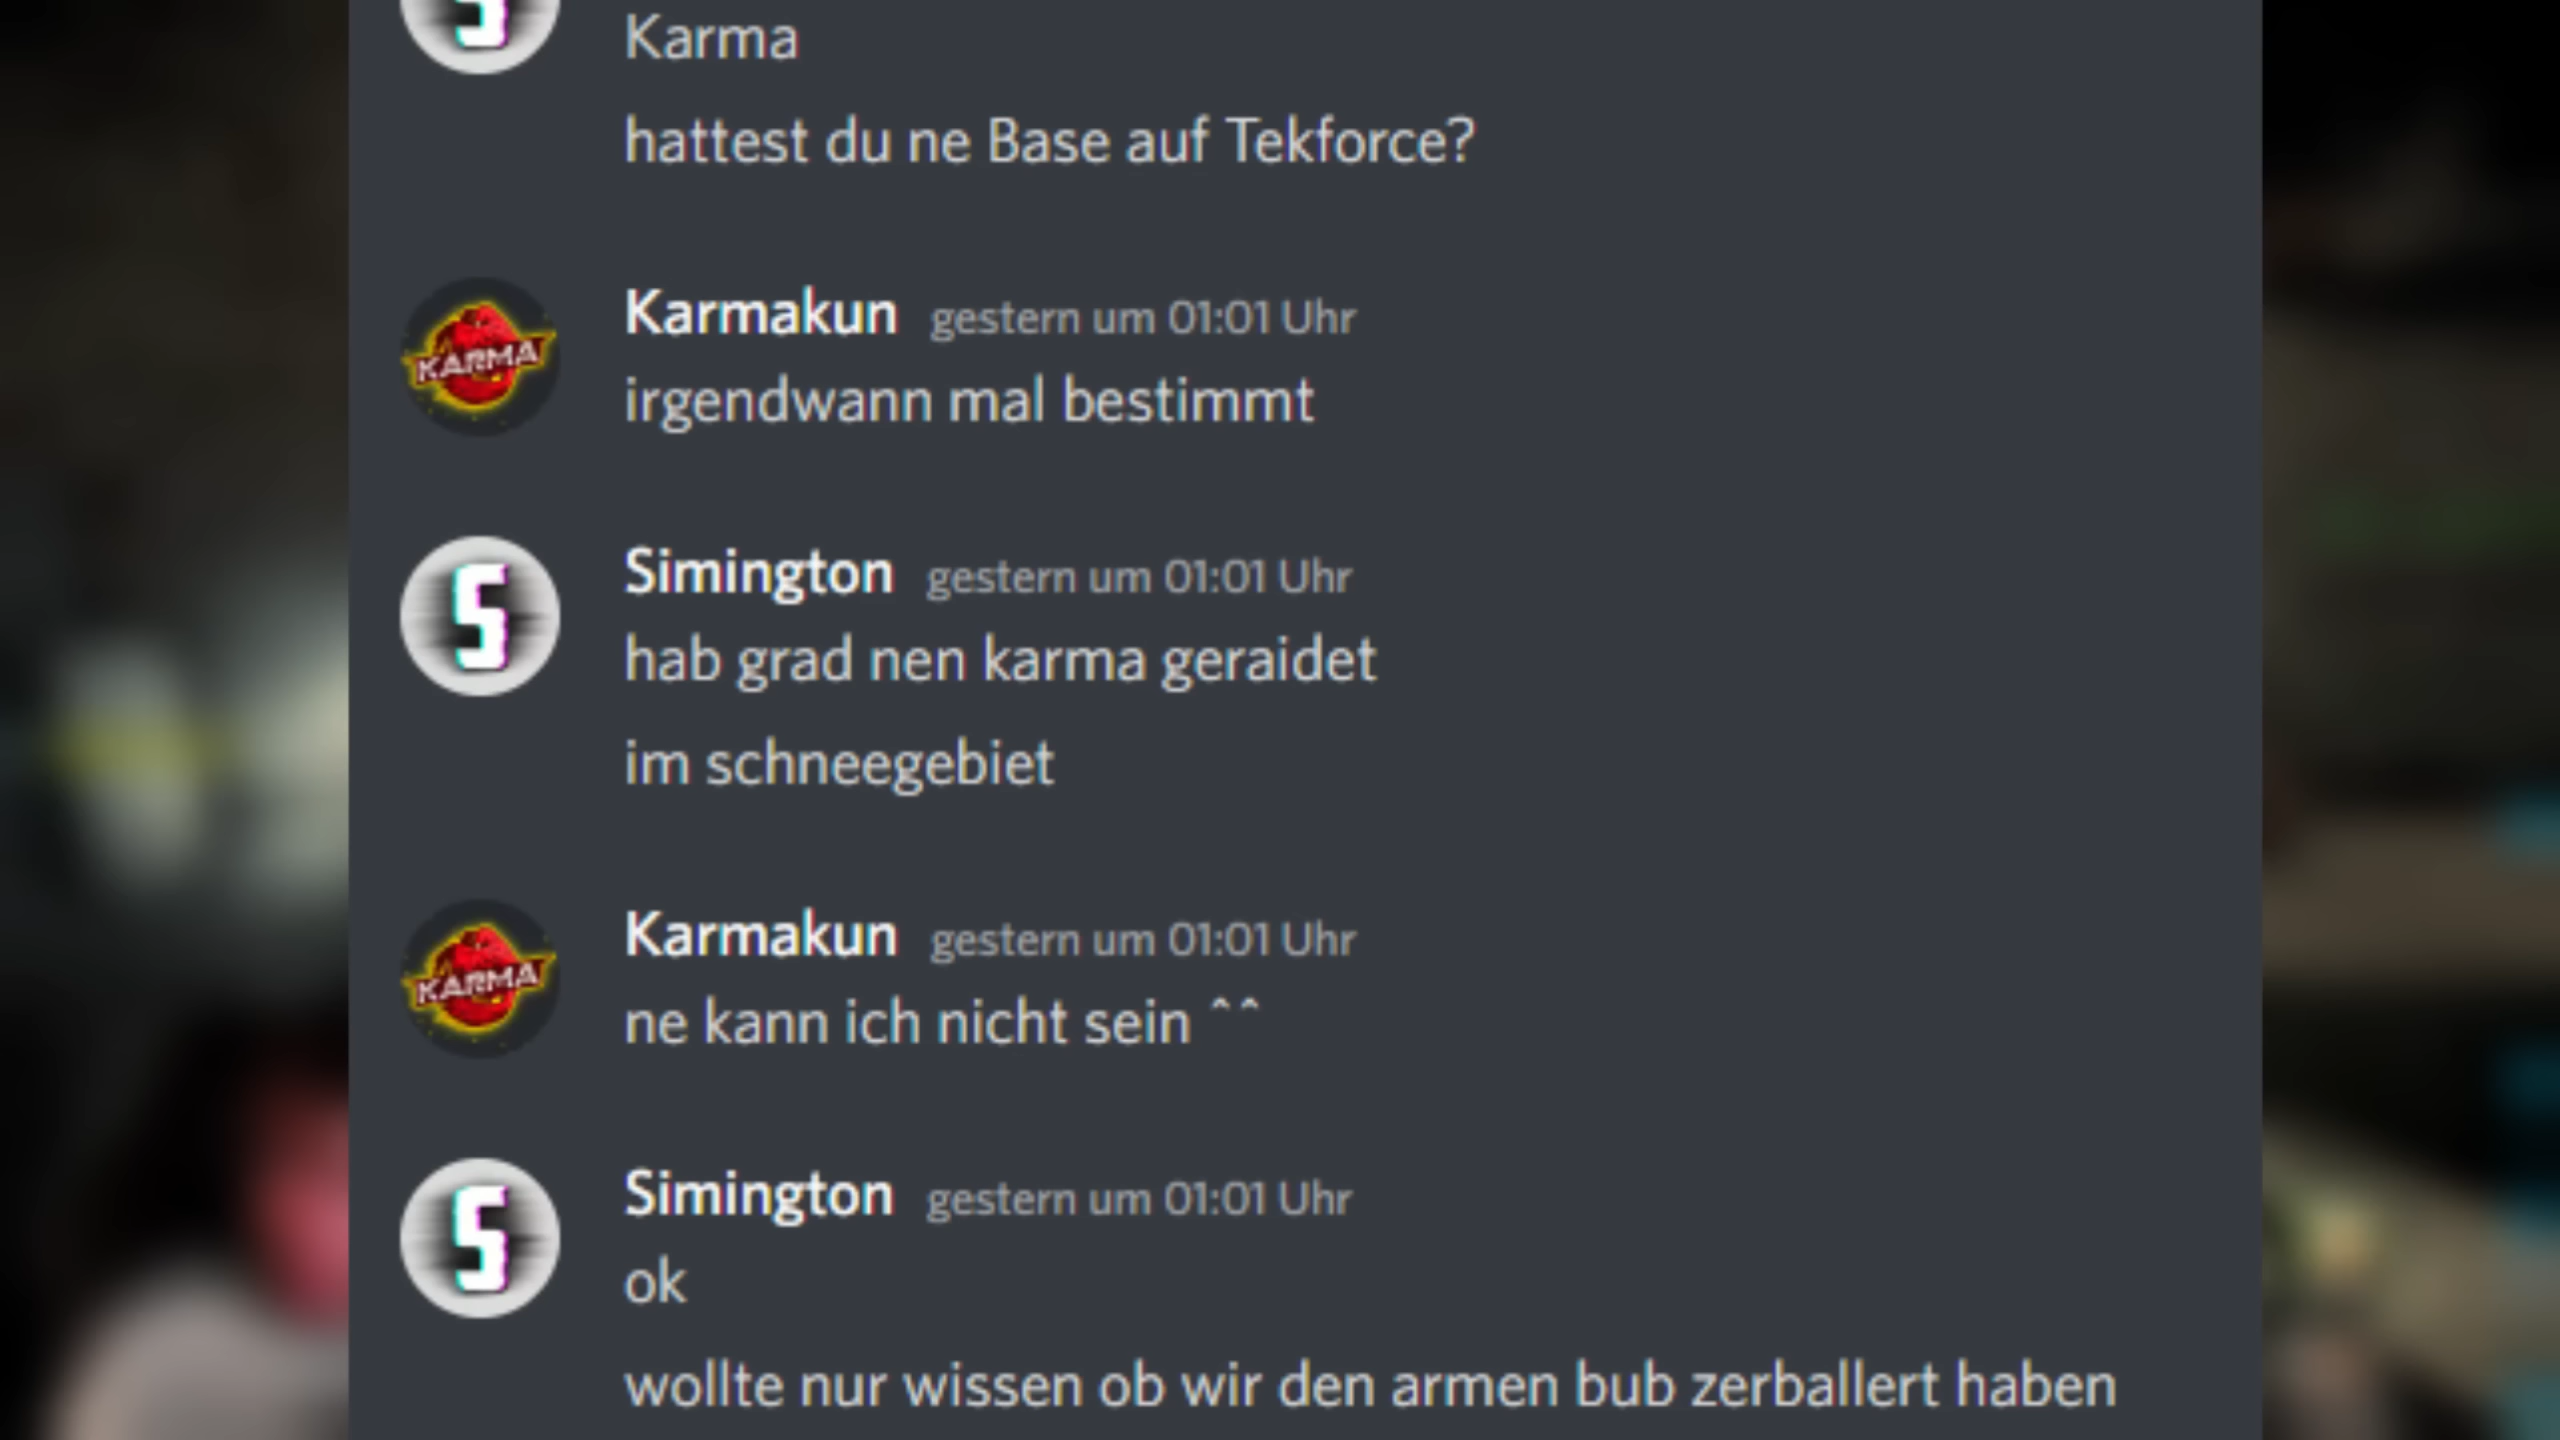 Karma
hattest du ne Base auf Tekforce?
Karmakun gestern um 01:01 Uhr
KARMA
irgendwann mal bestimmt
Simington gestern um 01:01 Uhr
S
hab grad nen karma geraidet
im schneegebiet
Karmakun gestern um 01:01 Uhr
KARMA
ne kann ich nicht sein ^^
Simington gestern um 01:01 Uhr
S
ok
wollte nur wissen ob wir den armen bub zerballert haben